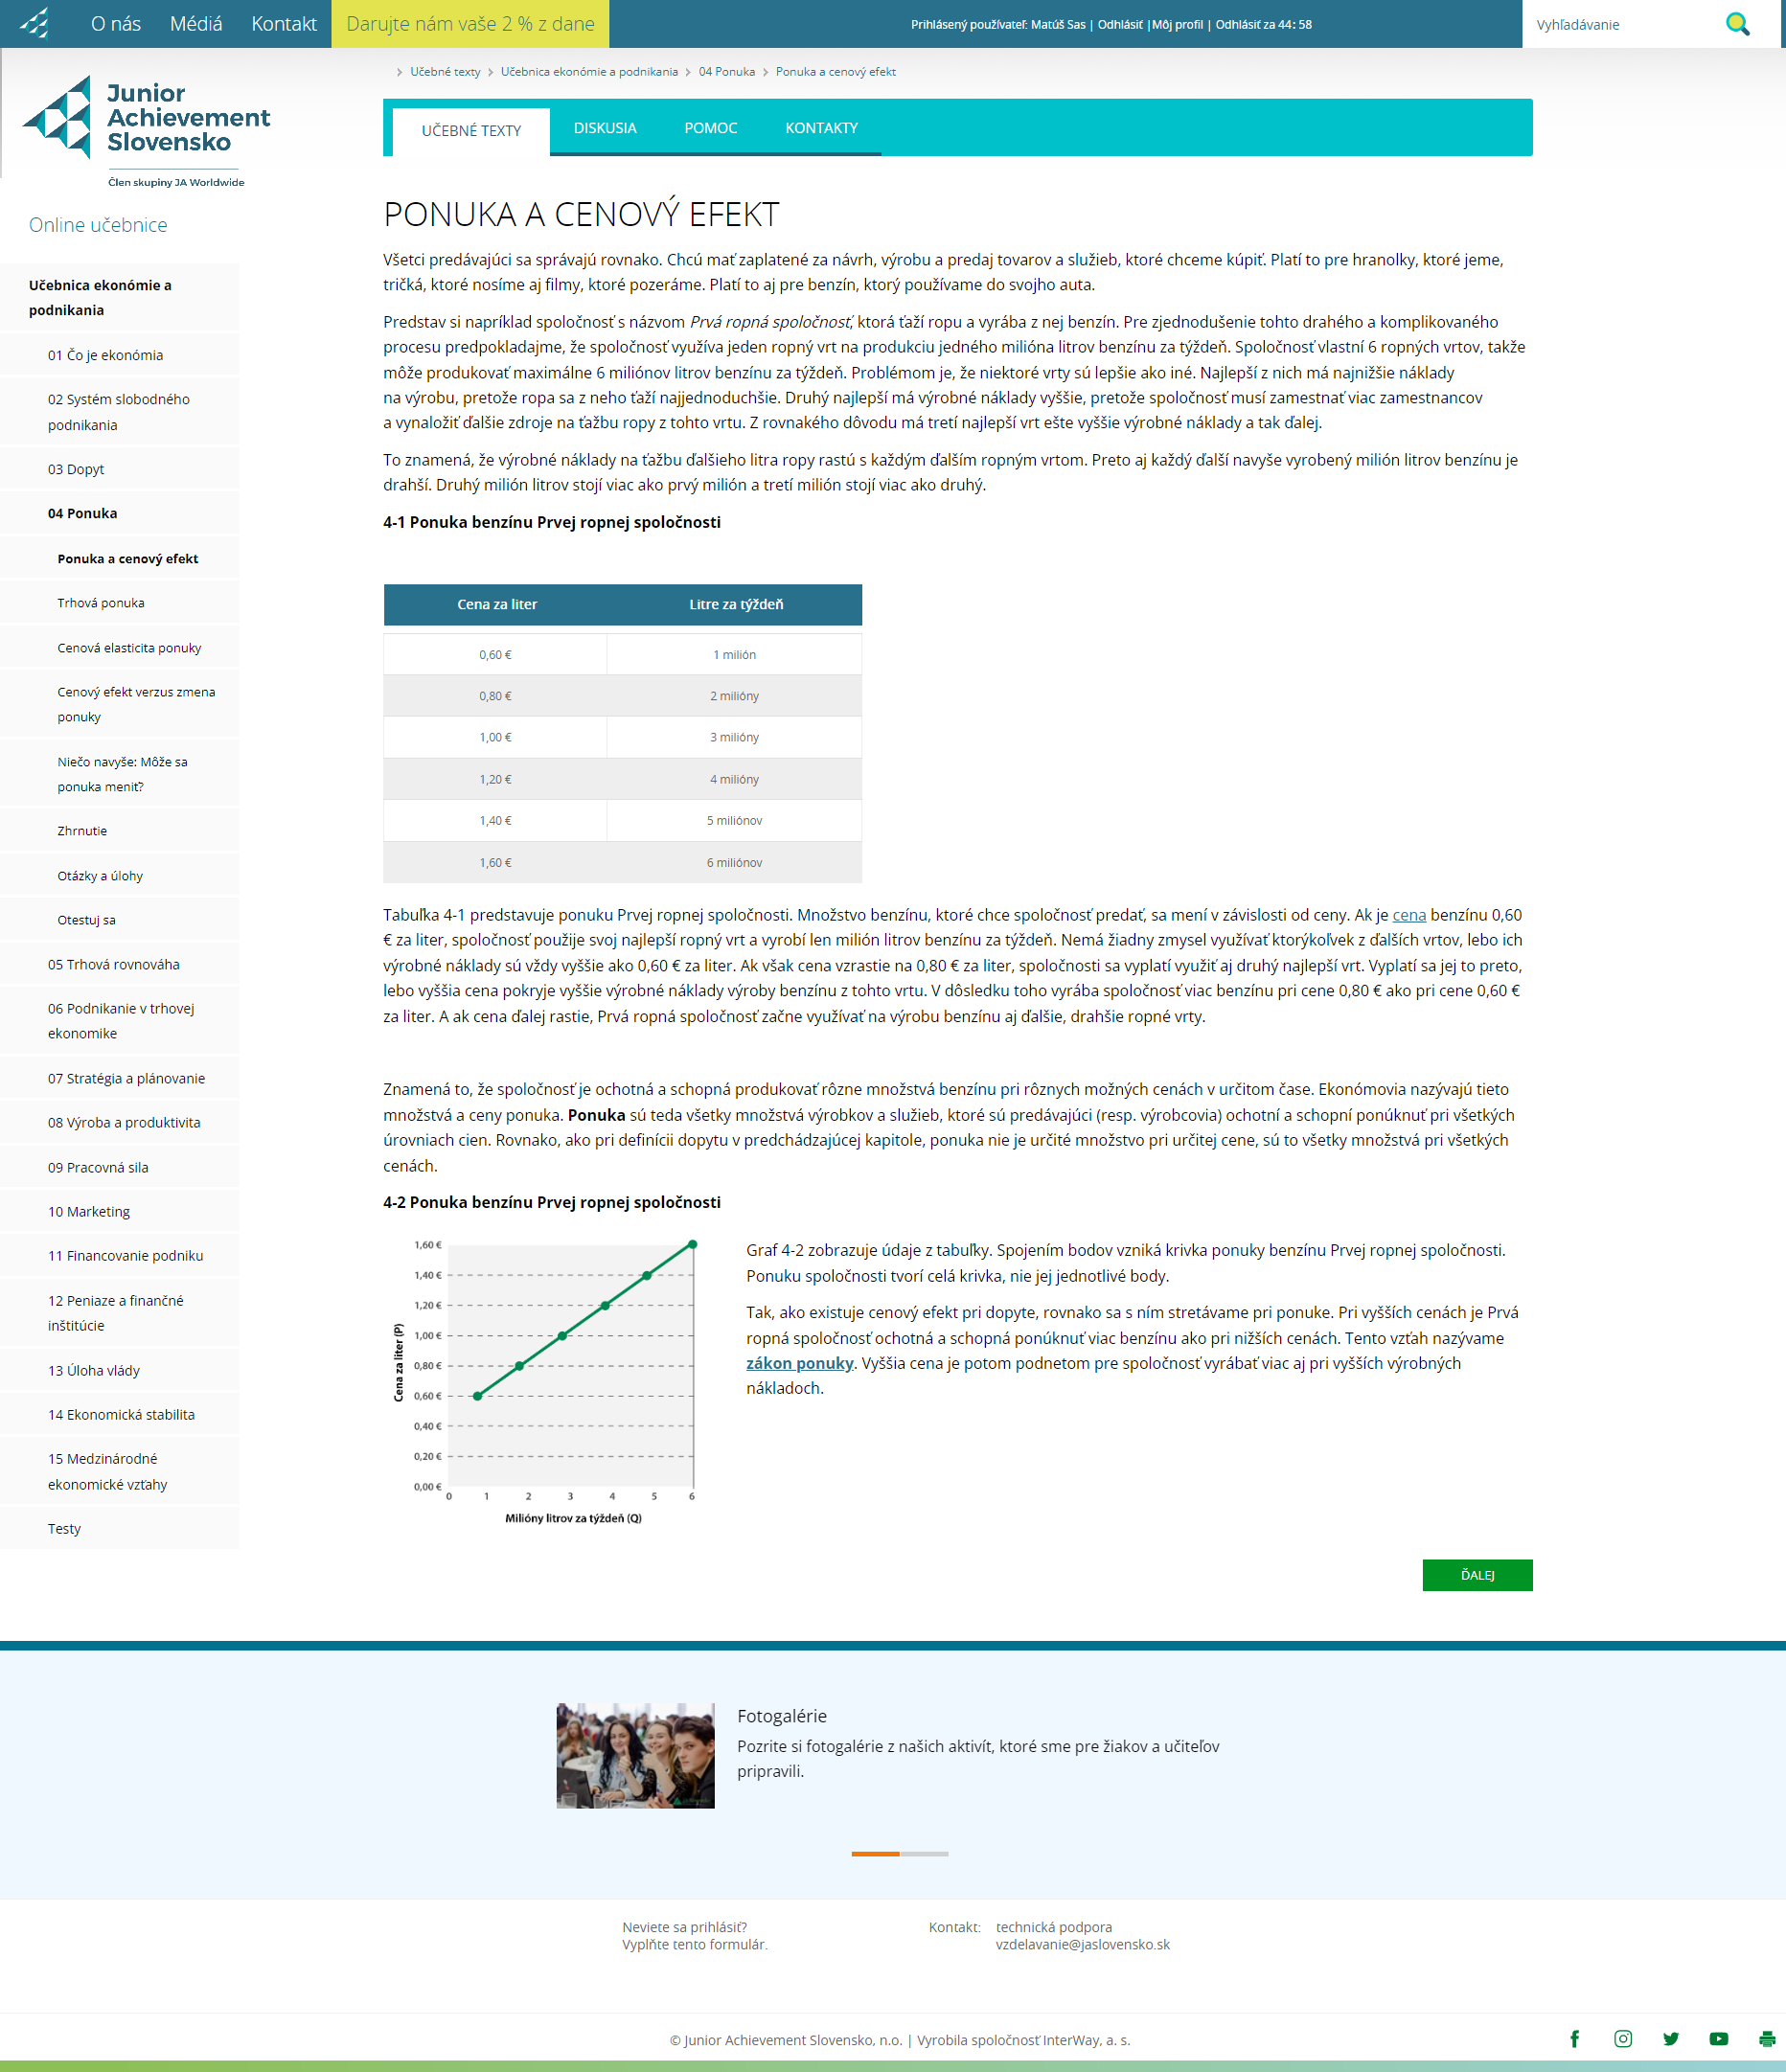 O nás Médiá Kontakt Darujte nám vaše 2 % z dane
Prihlásený používateľ: Matúš Sas | Odhlásiť |Môj profil | Odhlásiť za 44: 58
Vyhľadávanie
Junior
Achievement
Slovensko
Člen skupiny JA Worldwide
Online učebnice
Učebnica ekonómie a
podnikania
01 Čo je ekonómia
02 Systém slobodného
podnikania
03 Dopyt
04 Ponuka
Ponuka a cenový efekt
Trhová ponuka
Cenová elasticita ponuky
Cenový efekt verzus zmena
ponuky
Niečo navyše: Môže sa
ponuka meniť?
Zhrnutie
Otázky a úlohy
Otestuj sa
05 Trhová rovnováha
06 Podnikanie v trhovej
ekonomike
07 Stratégia a plánovanie
08 Výroba a produktivita
09 Pracovná sila
10 Marketing
11 Financovanie podniku
12 Peniaze a finančné
inštitúcie
13 Úloha vlády
14 Ekonomická stabilita
15 Medzinárodné
ekonomické vzťahy
Testy
Učebné texty Učebnica ekonómie a podnikania 04 Ponuka Ponuka a cenový efekt
UČEBNÉ TEXTY DISKUSIA POMOC KONTAKTY
PONUKA A CENOVÝ EFEKT
Všetci predávajúci sa správajú rovnako. Chcú mať zaplatené za návrh, výrobu a predaj tovarov a služieb, ktoré chceme kúpiť. Platí to pre hranolky, ktoré jeme,
tričká, ktoré nosíme aj filmy, ktoré pozeráme. Platí to aj pre benzín, ktorý používame do svojho auta.
Predstav si napríklad spoločnosť s názvom Prvá ropná spoločnosť, ktorá ťaží ropu a vyrába z nej benzín. Pre zjednodušenie tohto drahého a komplikovaného
procesu predpokladajme, že spoločnosť využíva jeden ropný vrt na produkciu jedného milióna litrov benzínu za týždeň. Spoločnosť vlastní 6 ropných vrtov, takže
môže produkovať maximálne 6 miliónov litrov benzínu za týždeň. Problémom je, že niektoré vrty sú lepšie ako iné. Najlepší z nich má najnižšie náklady
na výrobu, pretože ropa sa z neho ťaží najjednoduchšie. Druhý najlepší má výrobné náklady vyššie, pretože spoločnosť musí zamestnať viac zamestnancov
a vynaložiť ďalšie zdroje na ťažbu ropy z tohto vrtu. Z rovnakého dôvodu má tretí najlepší vrt ešte vyššie výrobné náklady a tak ďalej.
To znamená, že výrobné náklady na ťažbu ďalšieho litra ropy rastú s každým ďalším ropným vrtom. Preto aj každý ďalší navyše vyrobený milión litrov benzínu je
drahší. Druhý milión litrov stojí viac ako prvý milión a tretí milión stojí viac ako druhý.
4-1 Ponuka benzínu Prvej ropnej spoločnosti
Cena za liter Litre za týždeň
0,60 € 1 milión
0,80 € 2 milióny
1,00 € 3 milióny
1,20 € 4 milióny
1,40 € 5 miliónov
1,60 € 6 miliónov
Tabuľka 4-1 predstavuje ponuku Prvej ropnej spoločnosti. Množstvo benzínu, ktoré chce spoločnosť predať, sa mení v závislosti od ceny. Ak je cena benzínu 0,60
€ za liter, spoločnosť použije svoj najlepší ropný vrt a vyrobí len milión litrov benzínu za týždeň. Nemá žiadny zmysel využívať ktorýkoľvek z ďalších vrtov, lebo ich
výrobné náklady sú vždy vyššie ako 0,60 € za liter. Ak však cena vzrastie na 0,80 € za liter, spoločnosti sa vyplatí využiť aj druhý najlepší vrt. Vyplatí sa jej to preto,
lebo vyššia cena pokryje vyššie výrobné náklady výroby benzínu z tohto vrtu. V dôsledku toho vyrába spoločnosť viac benzínu pri cene 0,80 € ako pri cene 0,60 €
za liter. A ak cena ďalej rastie, Prvá ropná spoločnosť začne využívať na výrobu benzínu aj ďalšie, drahšie ropné vrty.
Znamená to, že spoločnosť je ochotná a schopná produkovať rôzne množstvá benzínu pri rôznych možných cenách v určitom čase. Ekonómovia nazývajú tieto
množstvá a ceny ponuka. Ponuka sú teda všetky množstvá výrobkov a služieb, ktoré sú predávajúci (resp. výrobcovia) ochotní a schopní ponúknuť pri všetkých
úrovniach cien. Rovnako, ako pri definícii dopytu v predchádzajúcej kapitole, ponuka nie je určité množstvo pri určitej cene, sú to všetky množstvá pri všetkých
cenách.
4-2 Ponuka benzínu Prvej ropnej spoločnosti
Cena za liter (P)
1,60 €
1,40 €
1,20 €
1,00 €
0,80 €
0,60 €
0,40 €
0,20 €
0,00 €
0 1 2 3 4 5 6
Milióny litrov za týždeň (Q)
Graf 4-2 zobrazuje údaje z tabuľky. Spojením bodov vzniká krivka ponuky benzínu Prvej ropnej spoločnosti.
Ponuku spoločnosti tvorí celá krivka, nie jej jednotlivé body.
Tak, ako existuje cenový efekt pri dopyte, rovnako sa s ním stretávame pri ponuke. Pri vyšších cenách je Prvá
ropná spoločnosť ochotná a schopná ponúknuť viac benzínu ako pri nižších cenách. Tento vzťah nazývame
zákon ponuky. Vyššia cena je potom podnetom pre spoločnosť vyrábať viac aj pri vyšších výrobných
nákladoch.
ĎALEJ
Fotogalérie
Pozrite si fotogalérie z našich aktivít, ktoré sme pre žiakov a učiteľov
pripravili.
Neviete sa prihlásiť?
Vyplňte tento formulár.
Kontakt: technická podpora
vzdelavanie@jaslovensko.sk
© Junior Achievement Slovensko, n.o. | Vyrobila spoločnosť InterWay, a. s.